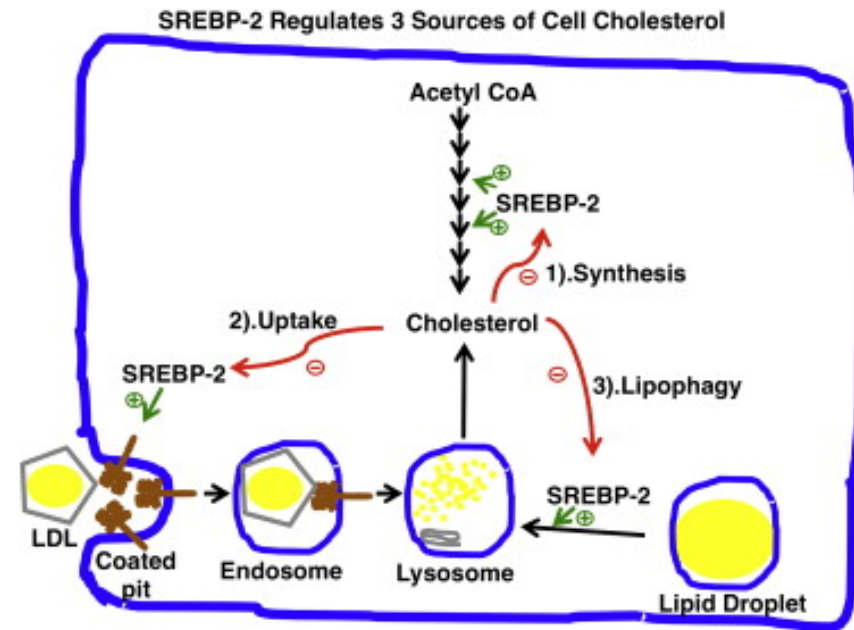 SREBP-2 Regulates 3 Sources of Cell Cholesterol
Acetyl CoA
⊕
SREBP-2
⊕
⊖
1).Synthesis
2).Uptake
Cholesterol
⊖
⊖
3).Lipophagy
SREBP-2
⊕
SREBP-2
⊕
LDL
Coated
pit
Endosome
Lysosome
Lipid Droplet